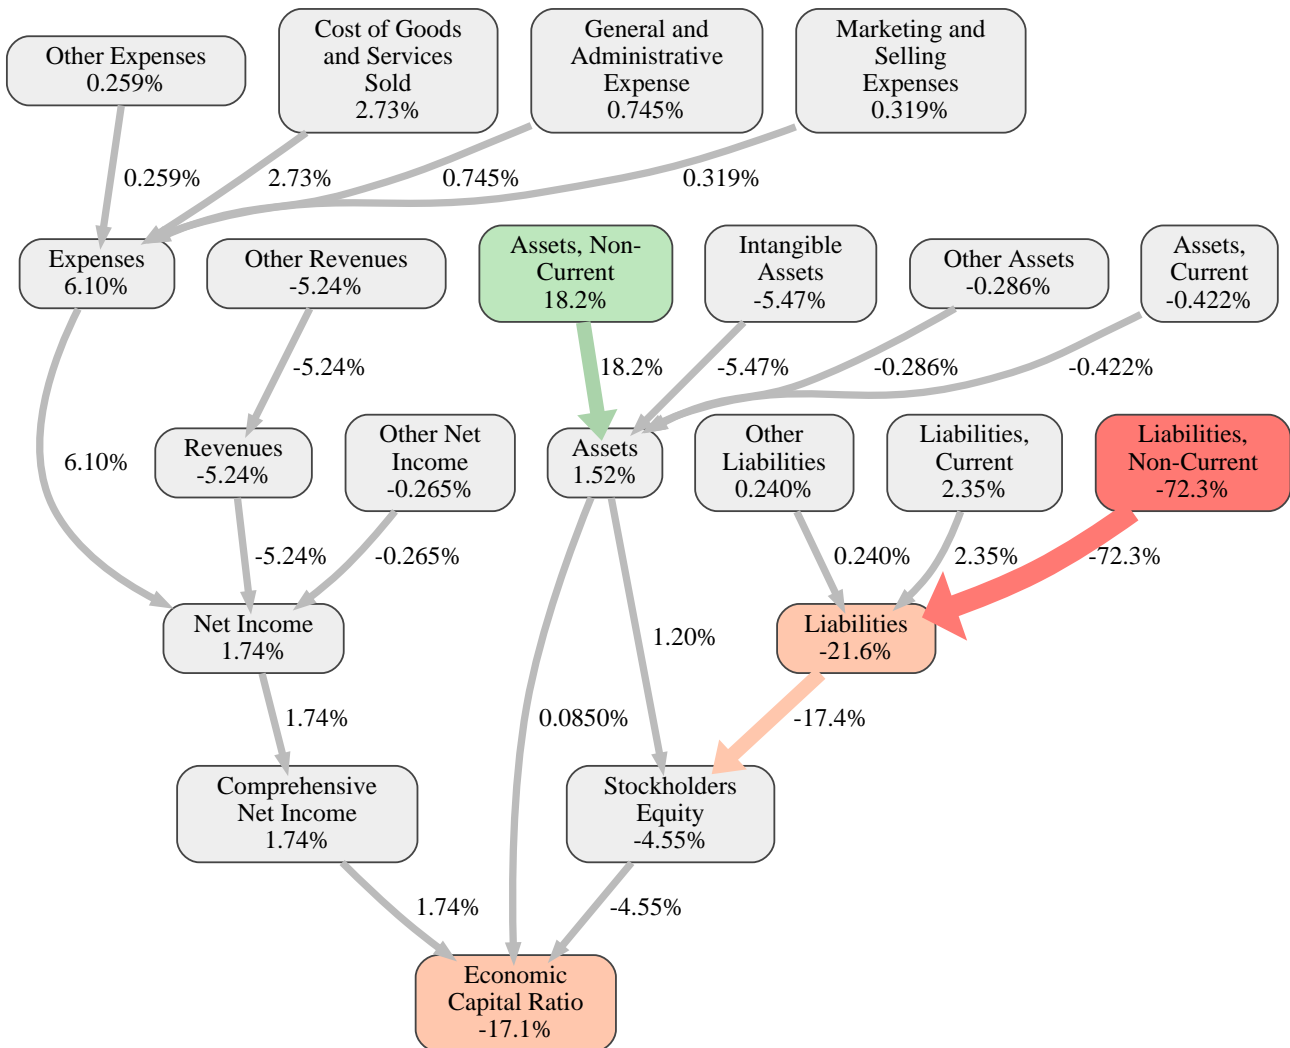 Other Expenses
0.259%
Cost of Goods
and Services
Sold
2.73%
General and
Administrative
Expense
0.745%
Marketing and
Selling
Expenses
0.319%
0.259%
2.73%
0.745%
0.319%
Expenses
6.10%
Other Revenues
-5.24%
Assets, Non-
Current
18.2%
Intangible
Assets
-5.47%
Other Assets
-0.286%
Assets,
Current
-0.422%
-5.24%
18.2%
-5.47%
-0.286%
-0.422%
6.10%
Revenues
-5.24%
Other Net
Income
-0.265%
Assets
1.52%
Other
Liabilities
0.240%
Liabilities,
Current
2.35%
Liabilities,
Non-Current
-72.3%
-5.24%
-0.265%
0.240%
2.35%
-72.3%
Net Income
1.74%
1.20%
Liabilities
-21.6%
1.74%
0.0850%
-17.4%
Comprehensive
Net Income
1.74%
Stockholders
Equity
-4.55%
1.74%
-4.55%
Economic
Capital Ratio
-17.1%